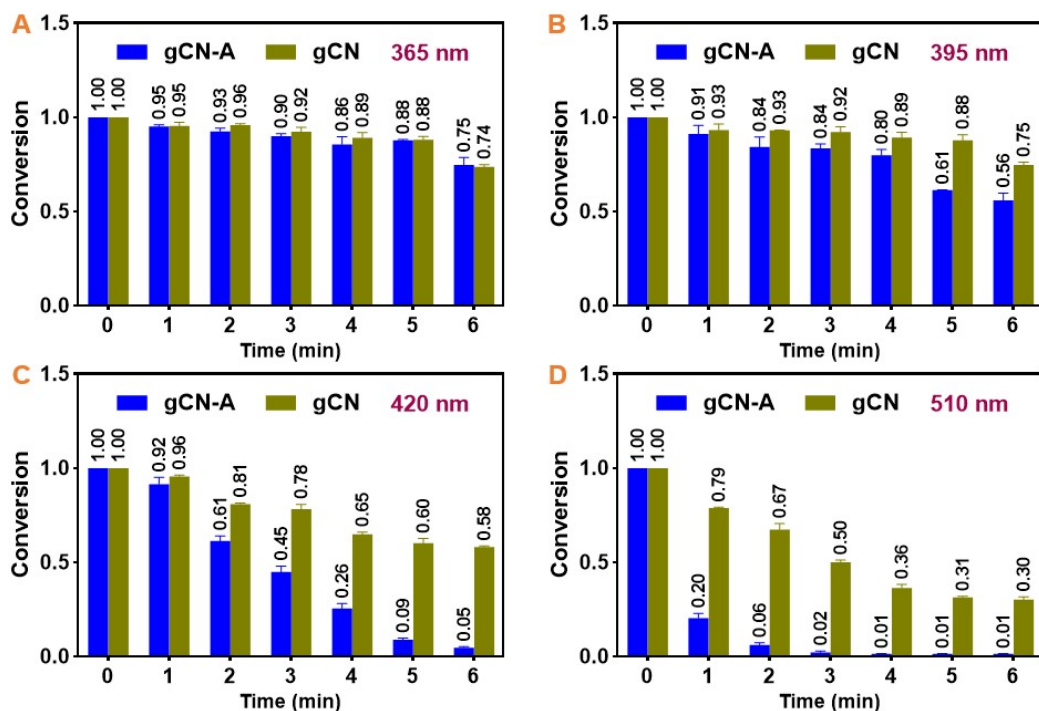 A
1.5
gCN-A gCN 365 nm
1.00 1.00 0.95 0.95 0.93 0.96 0.90 0.92 0.86 0.89 0.88 0.88 0.75 0.74
1.0
Conversion
0.5
0.0
0 1 2 3 4 5 6
Time (min)
B
1.5
gCN-A gCN 395 nm
1.00 1.00 0.91 0.93 0.84 0.93 0.84 0.92 0.80 0.89 0.61 0.88 0.56 0.75
1.0
Conversion
0.5
0.0
0 1 2 3 4 5 6
Time (min)
C
1.5
gCN-A gCN 420 nm
1.00 1.00 0.92 0.96 0.61 0.81 0.45 0.78 0.26 0.65 0.09 0.60 0.05 0.58
1.0
Conversion
0.5
0.0
0 1 2 3 4 5 6
Time (min)
D
1.5
gCN-A gCN 510 nm
1.00 1.00 0.20 0.79 0.06 0.67 0.02 0.50 0.01 0.36 0.01 0.31 0.01 0.30
1.0
Conversion
0.5
0.0
0 1 2 3 4 5 6
Time (min)